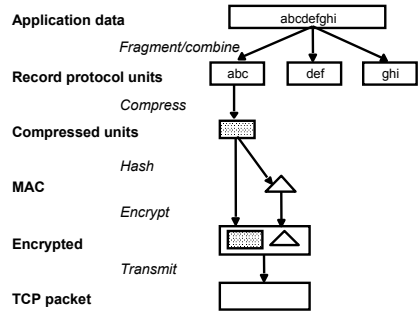 Application data
abcdefghi
Fragment/combine
Record protocol units
abc
def
ghi
Compress
Compressed units
Hash
MAC
Encrypt
Encrypted
Transmit
TCP packet